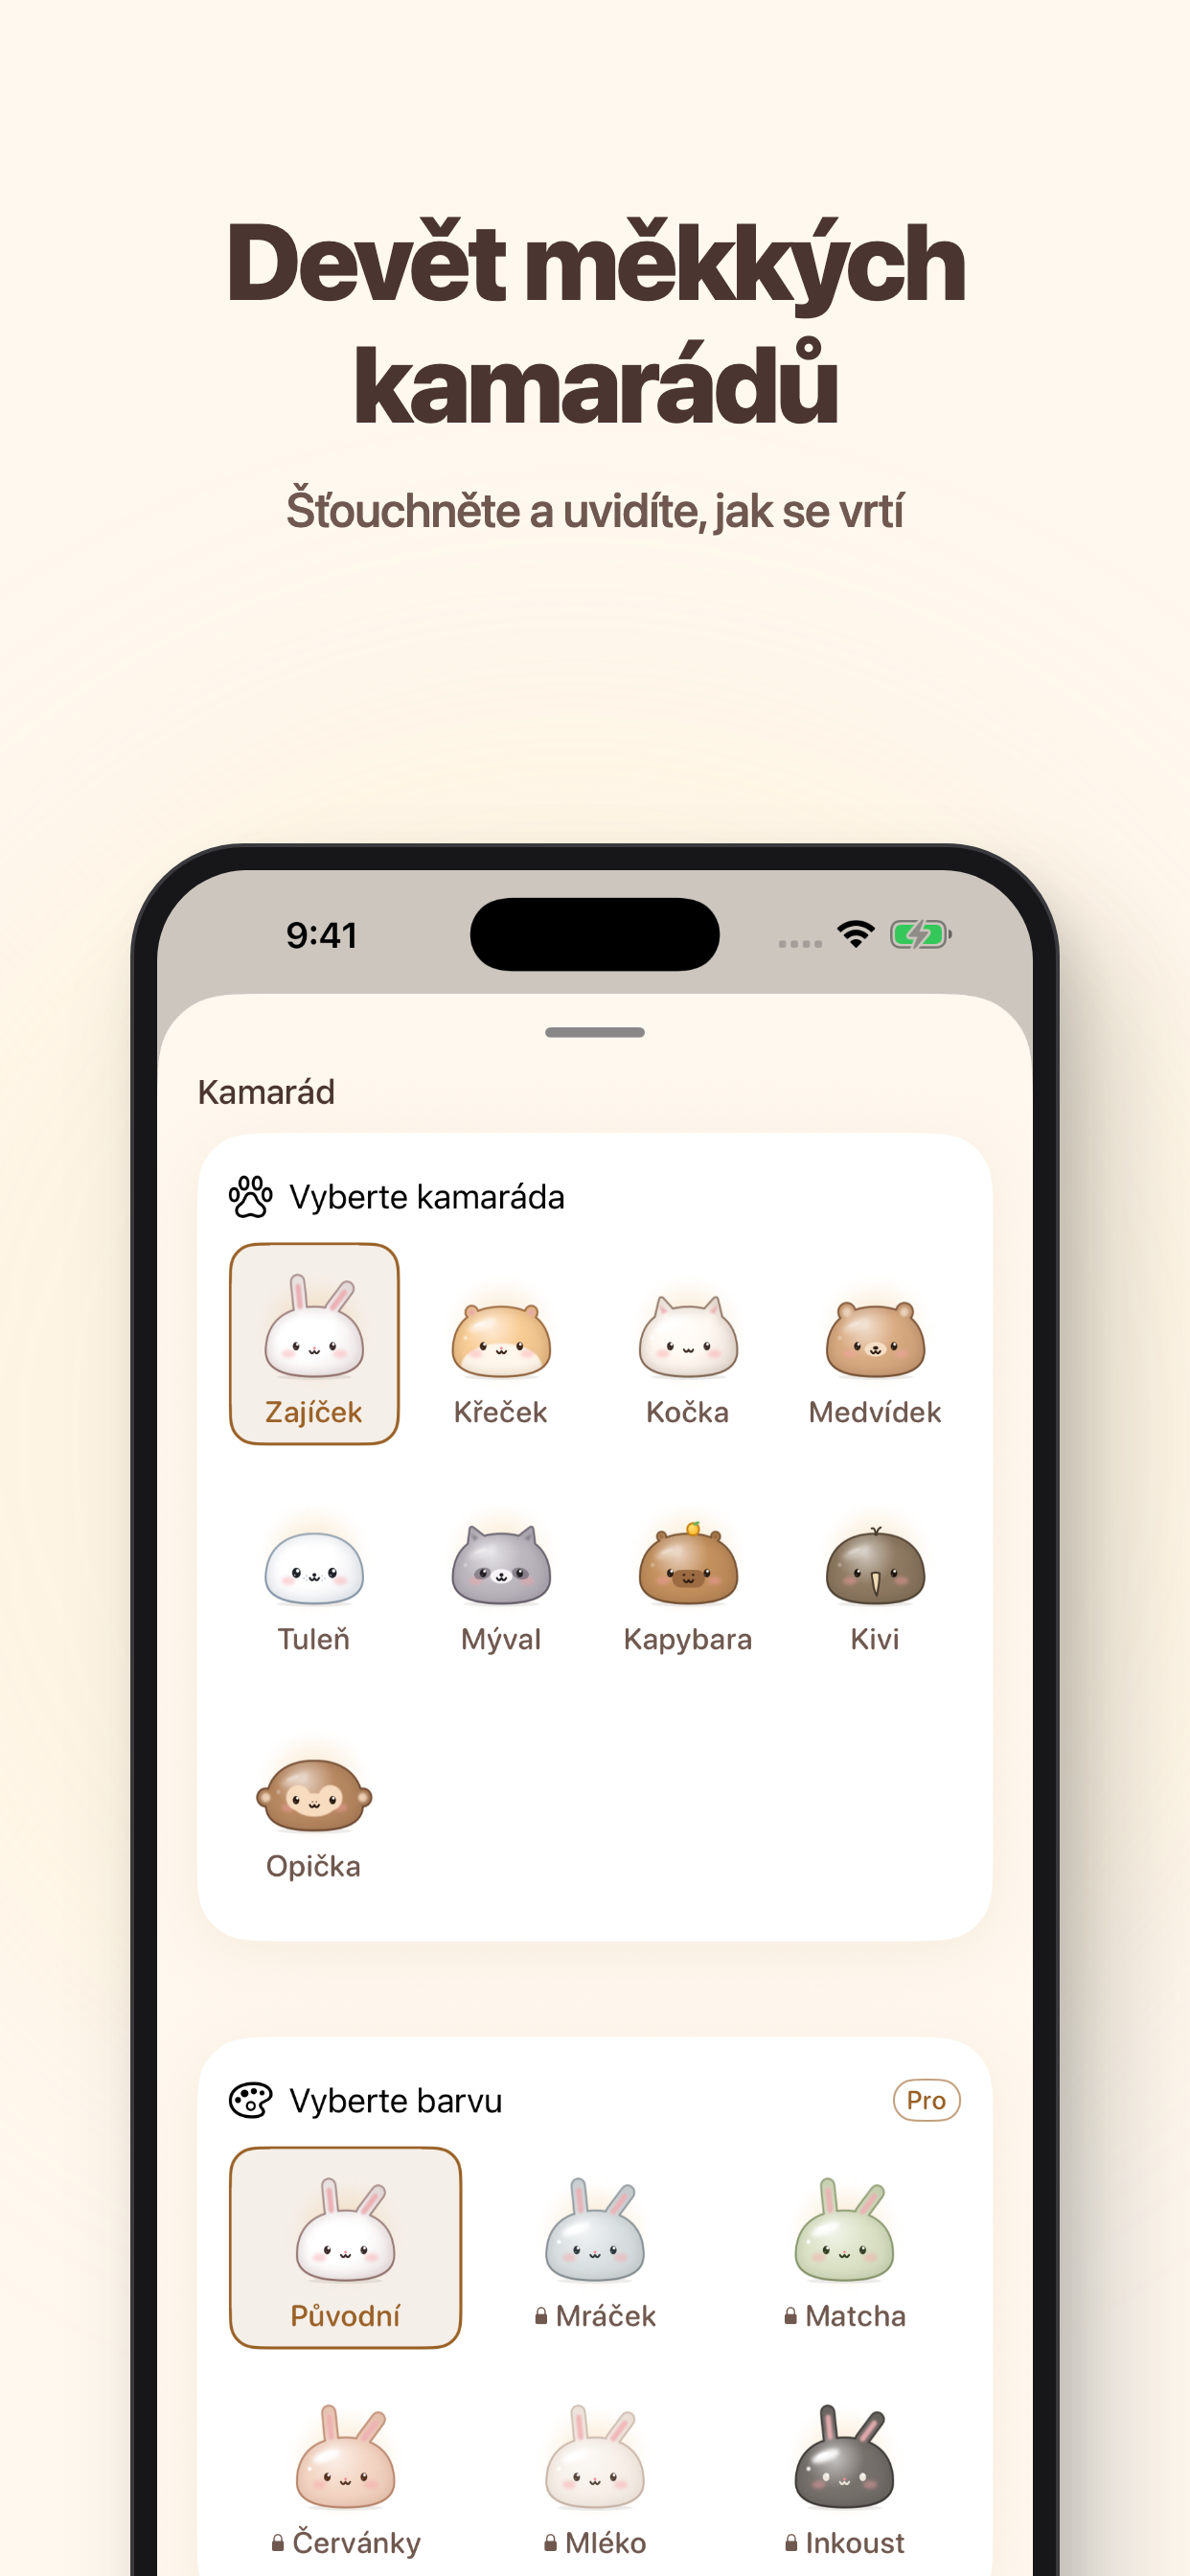 Devět měkkých
kamarádů
Šťouchněte a uvidíte, jak se vrtí
9:41
Kamarád
Vyberte kamaráda
Zajíček Křeček Kočka Medvídek
Tuleň Mýval Kapybara Kivi
Opička
Vyberte barvu Pro
Původní Mráček Matcha
Červánky Mléko Inkoust